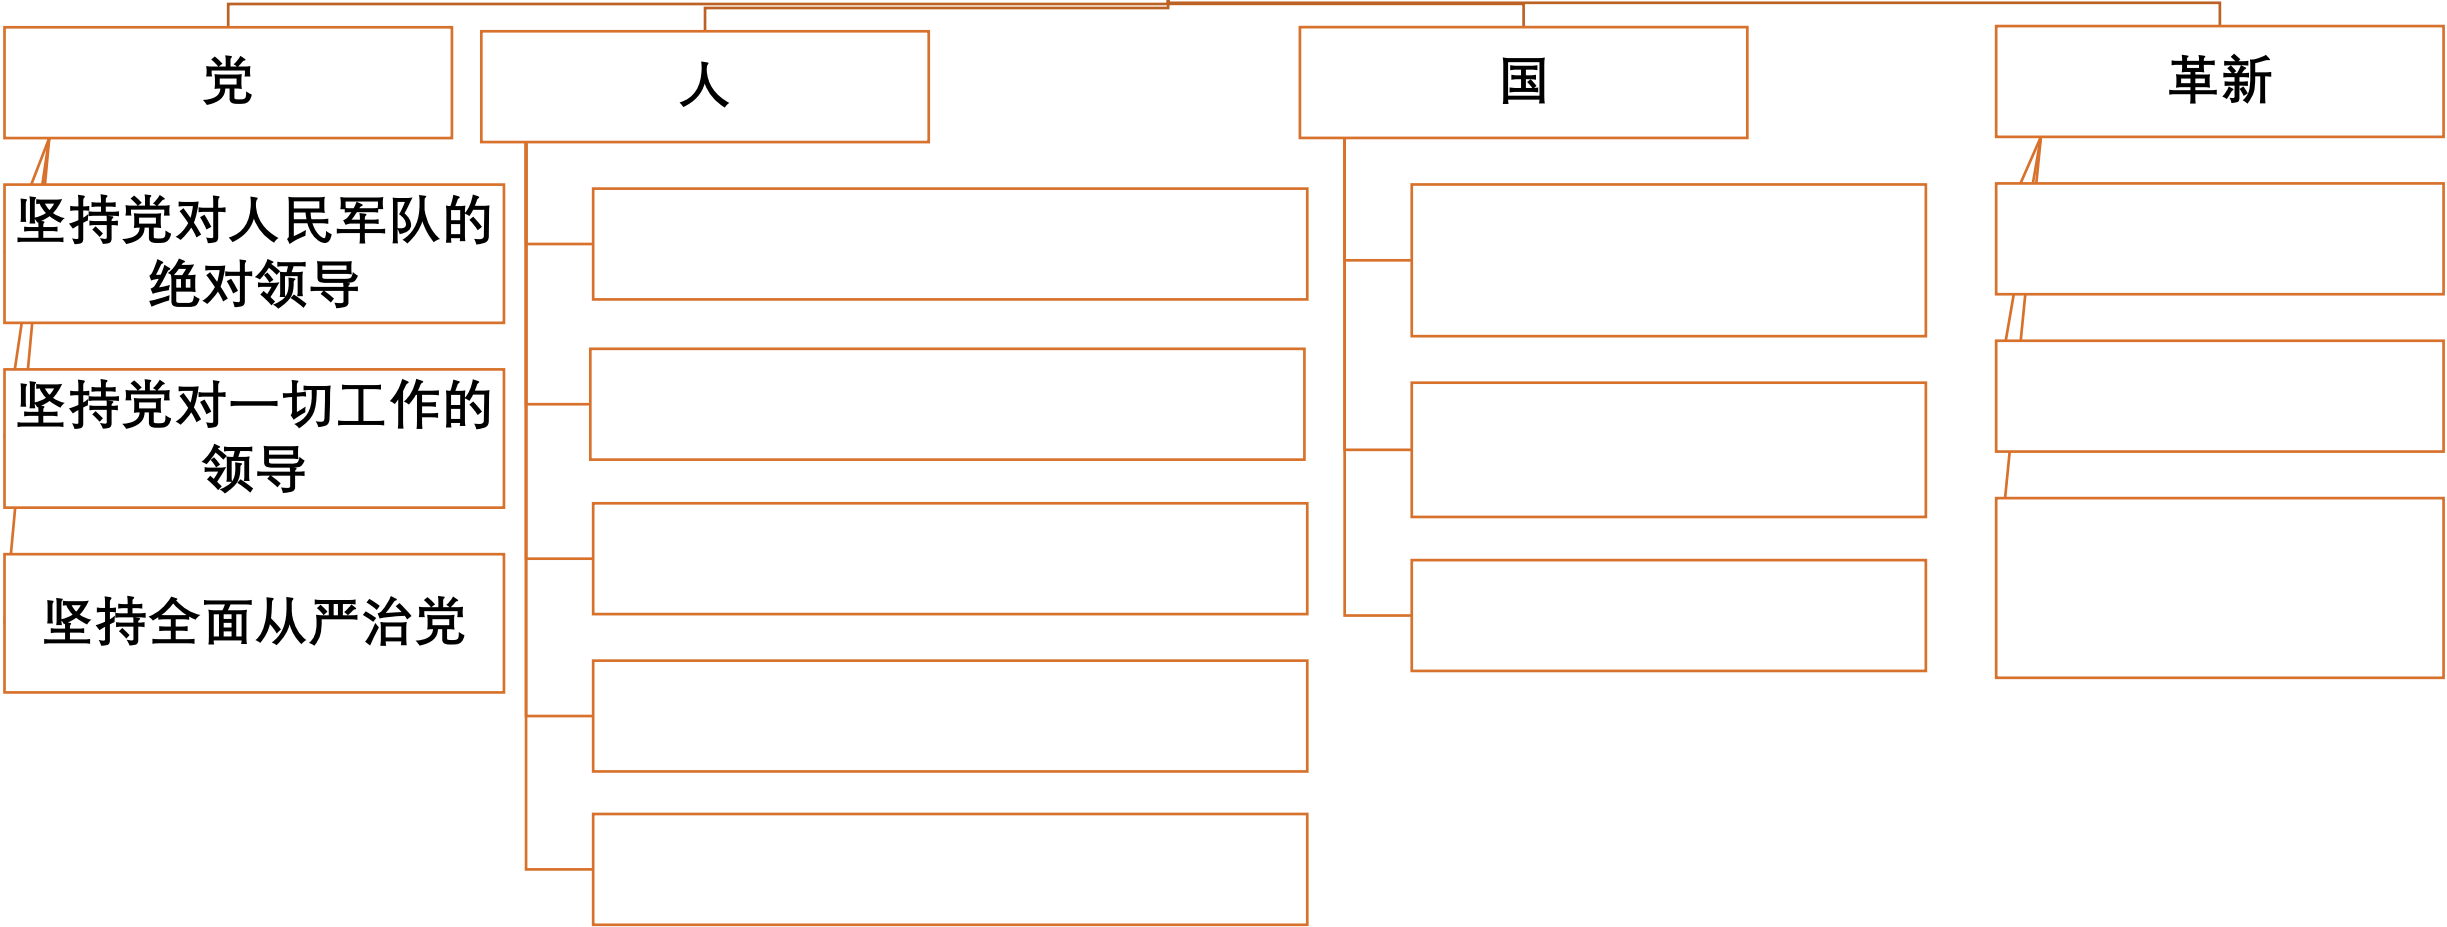 党
人
国
革新
坚持党对人民军队的
绝对领导
坚持党对一切工作的
领导
坚持全面从严治党